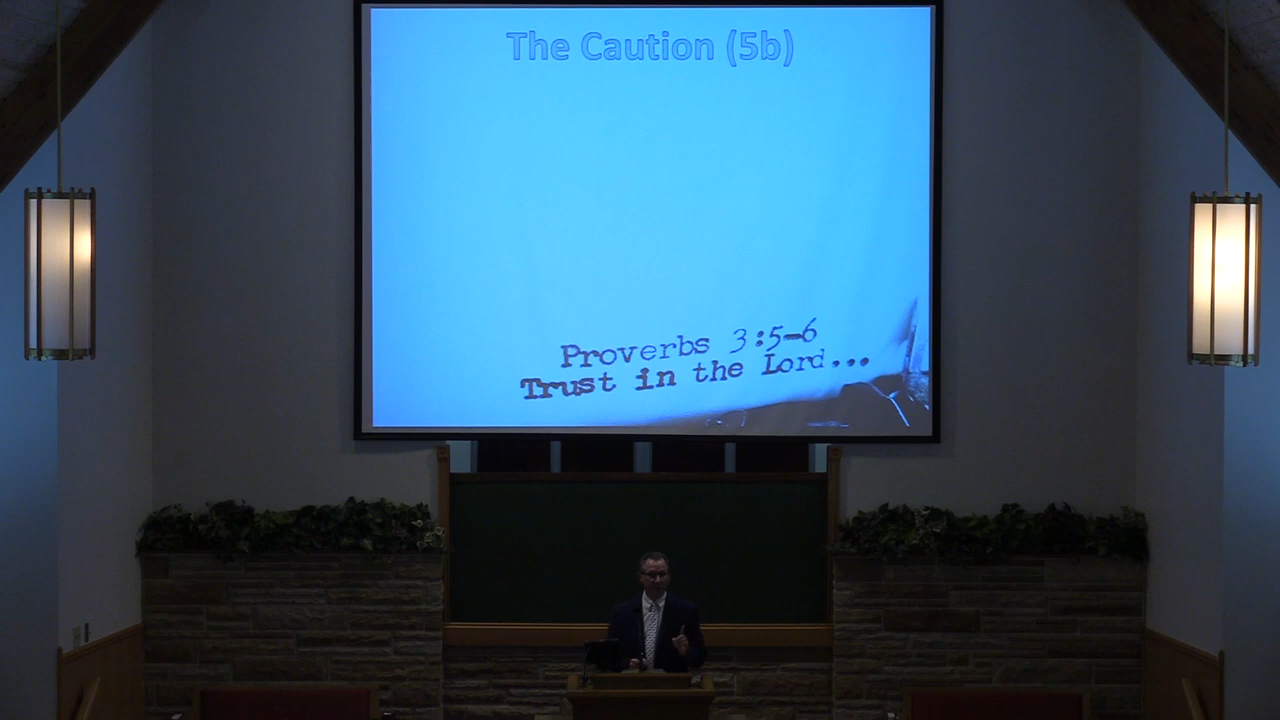 The Caution (5b)
Proverbs 3:5-6
Trust in the Lord...